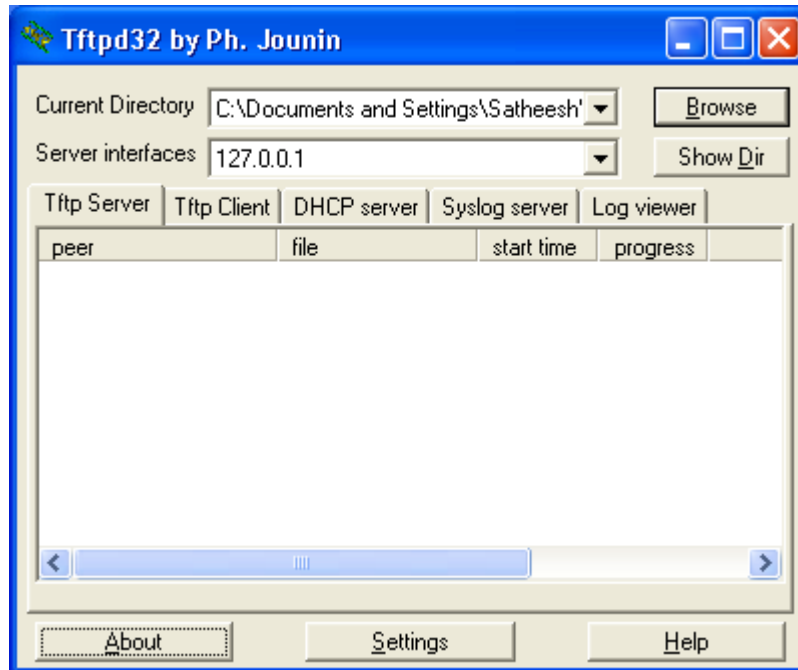 Tftpd32 by Ph. Jounin
Current Directory C:\Documents and Settings\Satheesh' Browse
Server interfaces 127.0.0.1 Show Dir
Tftp Server Tftp Client DHCP server Syslog server Log viewer
peer file start time progress
About Settings Help